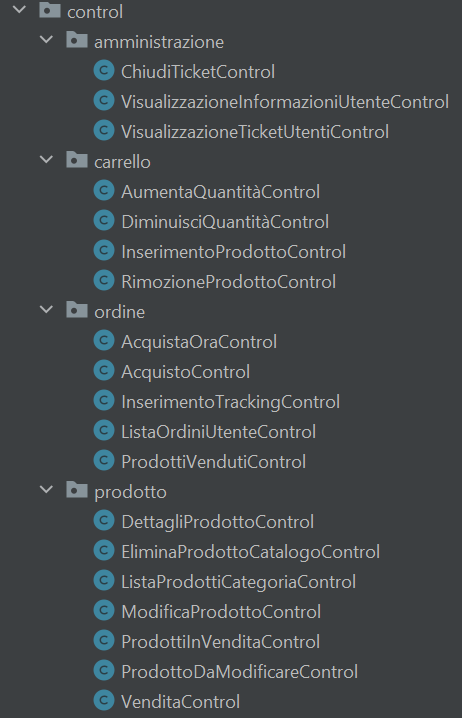 control
amministrazione
ChiudiTicketControl
VisualizzazioneInformazioniUtenteControl
VisualizzazioneTicketUtentiControl
carrello
AumentaQuantitàControl
DiminuisciQuantitàControl
InserimentoProdottoControl
RimozioneProdottoControl
ordine
AcquistaOraControl
AcquistoControl
InserimentoTrackingControl
ListaOrdiniUtenteControl
ProdottiVendutiControl
prodotto
DettagliProdottoControl
EliminaProdottoCatalogoControl
ListaProdottiCategoriaControl
ModificaProdottoControl
ProdottiInVenditaControl
ProdottoDaModificareControl
VenditaControl